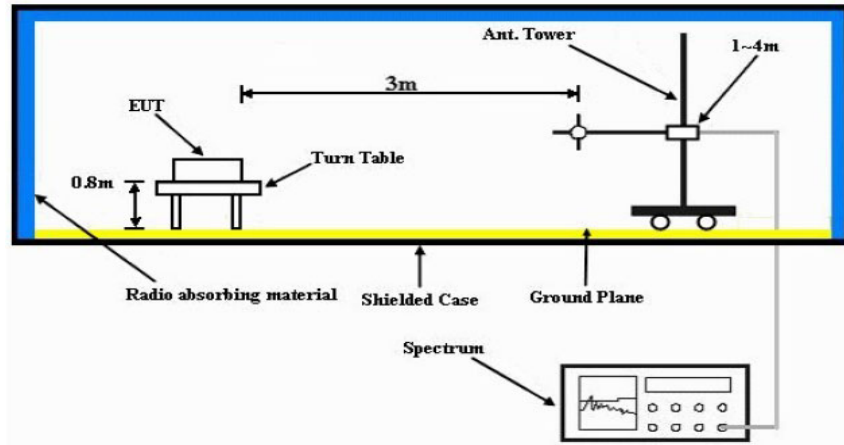 Ant. Tower
1~4m
3m
EUT
Turn Table
0.8m
Radio absorbing material
Shielded Case
Ground Plane
Spectrum